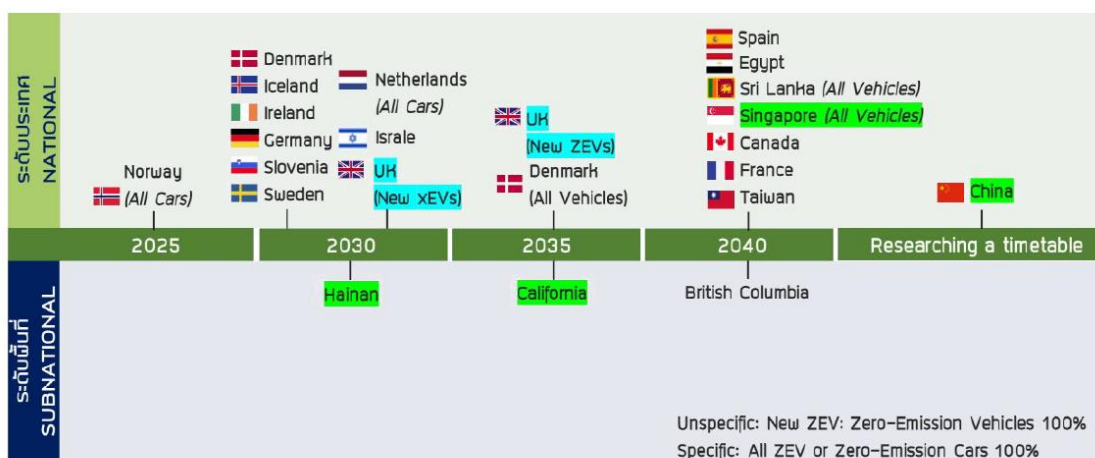 ระดับประเทศ
NATIONAL
Norway
(All Cars)
Denmark
Iceland
Ireland
Germany
Slovenia
Sweden
Netherlands
(All Cars)
Israle
UK
(New xEVs)
UK
(New ZEVs)
Denmark
(All Vehicles)
Spain
Egypt
Sri Lanka (All Vehicles)
Singapore (All Vehicles)
Canada
France
Taiwan
China
2025
2030
2035
2040
Researching a timetable
ระดับพื้นที่
SUBNATIONAL
Hainan
California
British Columbia
Unspecific: New ZEV: Zero-Emission Vehicles 100%
Specific: All ZEV or Zero-Emission Cars 100%